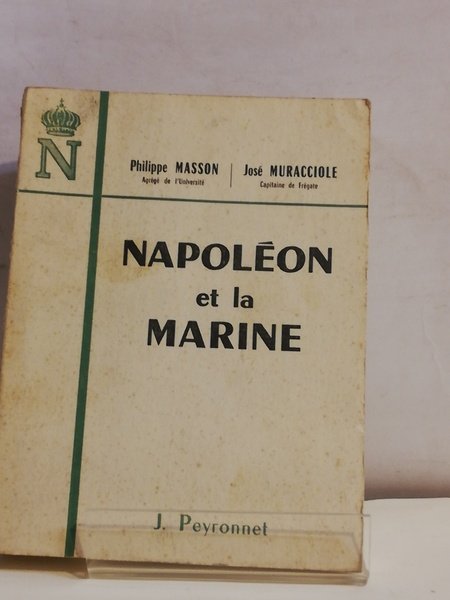 N
Philippe MASSON
Agrégé de l'Université
José MURACCIOLE
Capitaine de Frégate
NAPOLÉON
et la
MARINE
J. Peyronnet